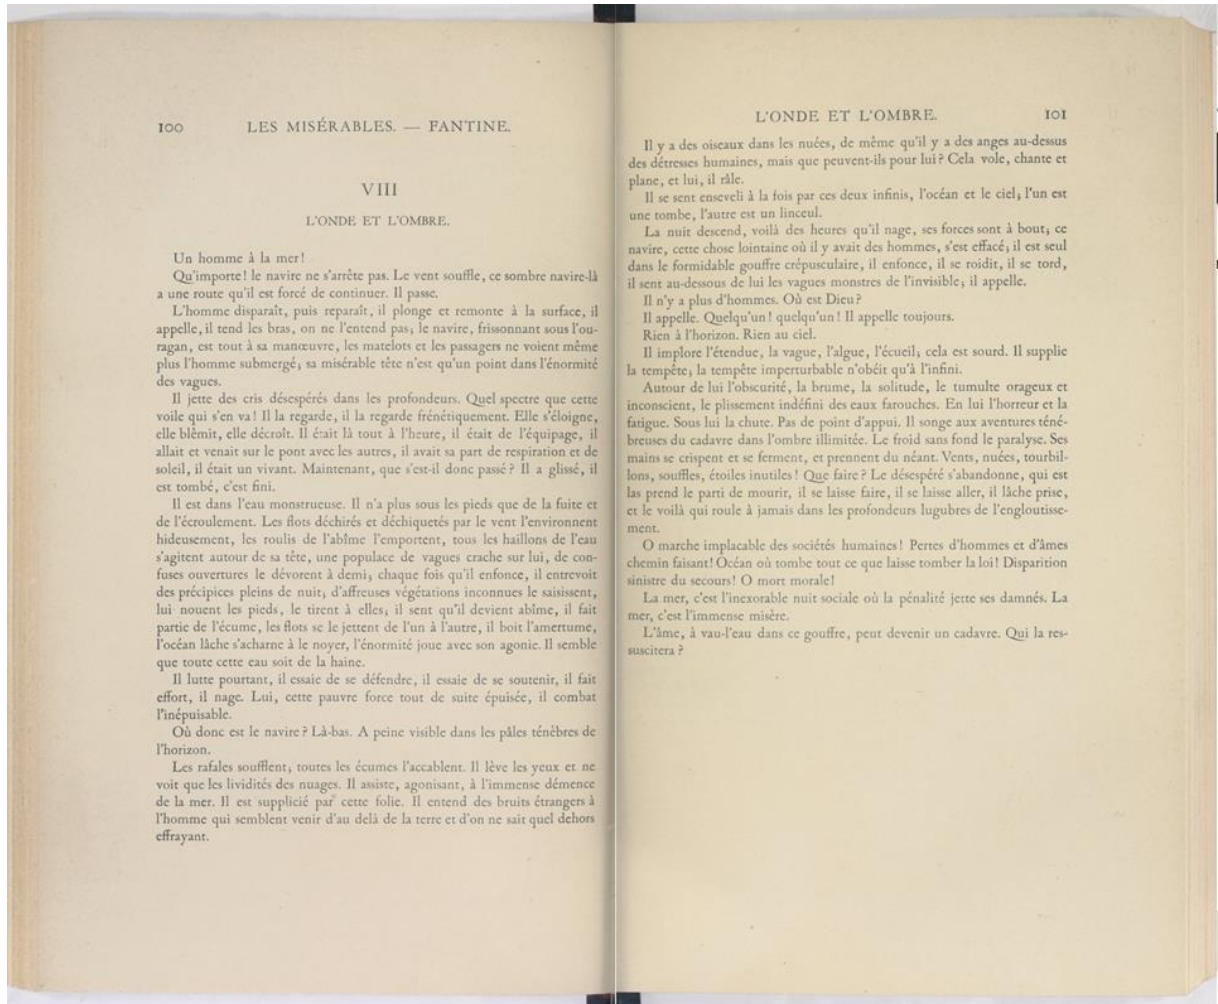 100 LES MISÉRABLES. — FANTINE.
VIII
L'ONDE ET L'OMBRE.
Un homme à la mer!
Qu'importe! le navire ne s'arrête pas. Le vent souffle, ce sombre navire-là
a une route qu'il est forcé de continuer. Il passe.
L'homme disparaît, puis reparaît, il plonge et remonte à la surface, il
appelle, il tend les bras, on ne l'entend pas; le navire, frissonnant sous l'ou-
ragan, est tout à sa manœuvre, les matelots et les passagers ne voient même
plus l'homme submergé; sa misérable tête n'est qu'un point dans l'énormité
des vagues.
Il jette des cris désespérés dans les profondeurs. Quel spectre que cette
voile qui s'en va! Il la regarde, il la regarde frénétiquement. Elle s'éloigne,
elle blêmit, elle décroît. Il était là tout à l'heure, il était de l'équipage, il
allait et venait sur le pont avec les autres, il avait sa part de respiration et de
soleil, il était un vivant. Maintenant, que s'est-il donc passé? Il a glissé, il
est tombé, c'est fini.
Il est dans l'eau monstrueuse. Il n'a plus sous les pieds que de la fuite et
de l'écroulement. Les flots déchirés et déchiquetés par le vent l'environnent
hideusement, les roulis de l'abîme l'emportent, tous les haillons de l'eau
s'agitent autour de sa tête, une populace de vagues crache sur lui, de con-
fuses ouvertures le dévorent à demi; chaque fois qu'il enfonce, il entrevoit
des précipices pleins de nuit; d'affreuses végétations inconnues le saisissent,
lui nouent les pieds, le tirent à elles; il sent qu'il devient abîme, il fait
partie de l'écume, les flots se le jettent de l'un à l'autre, il boit l'amertume,
l'océan lâche s'acharne à le noyer, l'énormité joue avec son agonie. Il semble
que toute cette eau soit de la haine.
Il lutte pourtant, il essaie de se défendre, il essaie de se soutenir, il fait
effort, il nage. Lui, cette pauvre force tout de suite épuisée, il combat
l'inépuisable.
Où donc est le navire? Là-bas. A peine visible dans les pâles ténèbres de
l'horizon.
Les rafales soufflent; toutes les écumes l'accablent. Il lève les yeux et ne
voit que les lividités des nuages. Il assiste, agonisant, à l'immense démence
de la mer. Il est supplicié par cette folie. Il entend des bruits étrangers à
l'homme qui semblent venir d'au delà de la terre et d'on ne sait quel dehors
effrayant.
L'ONDE ET L'OMBRE. 101
Il y a des oiseaux dans les nuées, de même qu'il y a des anges au-dessus
des détresses humaines, mais que peuvent-ils pour lui? Cela vole, chante et
plane, et lui, il râle.
Il se sent enseveli à la fois par ces deux infinis, l'océan et le ciel; l'un est
une tombe, l'autre est un linceul.
La nuit descend, voilà des heures qu'il nage, ses forces sont à bout; ce
navire, cette chose lointaine où il y avait des hommes, s'est effacé; il est seul
dans le formidable gouffre crépusculaire, il enfonce, il se roidit, il se tord,
il sent au-dessous de lui les vagues monstres de l'invisible; il appelle.
Il n'y a plus d'hommes. Où est Dieu?
Il appelle. Quelqu'un! quelqu'un! Il appelle toujours.
Rien à l'horizon. Rien au ciel.
Il implore l'étendue, la vague, l'algue, l'écueil; cela est sourd. Il supplie
la tempête; la tempête imperturbable n'obéit qu'à l'infini.
Autour de lui l'obscurité, la brume, la solitude, le tumulte orageux et
inconscient, le plissement indéfini des eaux farouches. En lui l'horreur et la
fatigue. Sous lui la chute. Pas de point d'appui. Il songe aux aventures téné-
breuses du cadavre dans l'ombre illimitée. Le froid sans fond le paralyse. Ses
mains se crispent et se ferment, et prennent du néant. Vents, nuées, tourbil-
lons, souffles, étoiles inutiles! Que faire? Le désespéré s'abandonne, qui est
las prend le parti de mourir, il se laisse faire, il se laisse aller, il lâche prise,
et le voilà qui roule à jamais dans les profondeurs lugubres de l'engloutisse-
ment.
O marche implacable des sociétés humaines! Pertes d'hommes et d'âmes
chemin faisant! Océan où tombe tout ce que laisse tomber la loi! Disparition
sinistre du secours! O mort morale!
La mer, c'est l'inexorable nuit sociale où la pénalité jette ses damnés. La
mer, c'est l'immense misère.
L'âme, à vau-l'eau dans ce gouffre, peut devenir un cadavre. Qui la res-
suscitera?